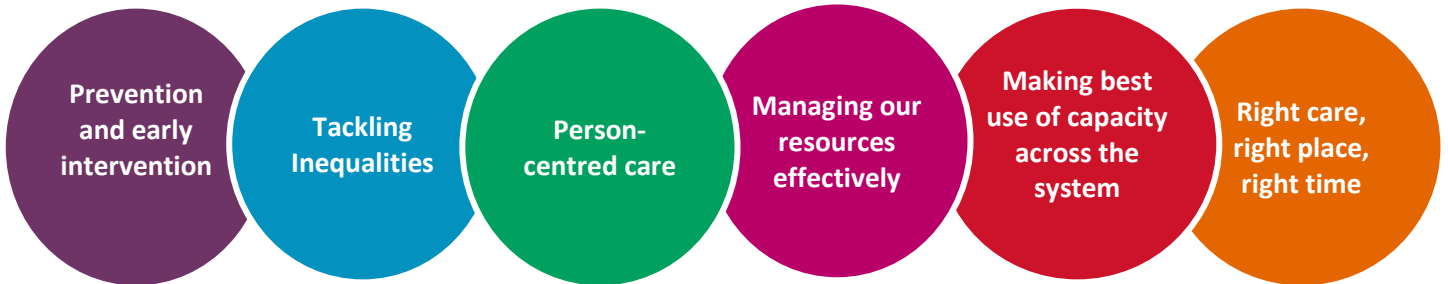 Prevention
and early
intervention
Tackling
Inequalities
Person-
centred care
Managing our
resources
effectively
Making best
use of capacity
across the
system
Right care,
right place,
right time